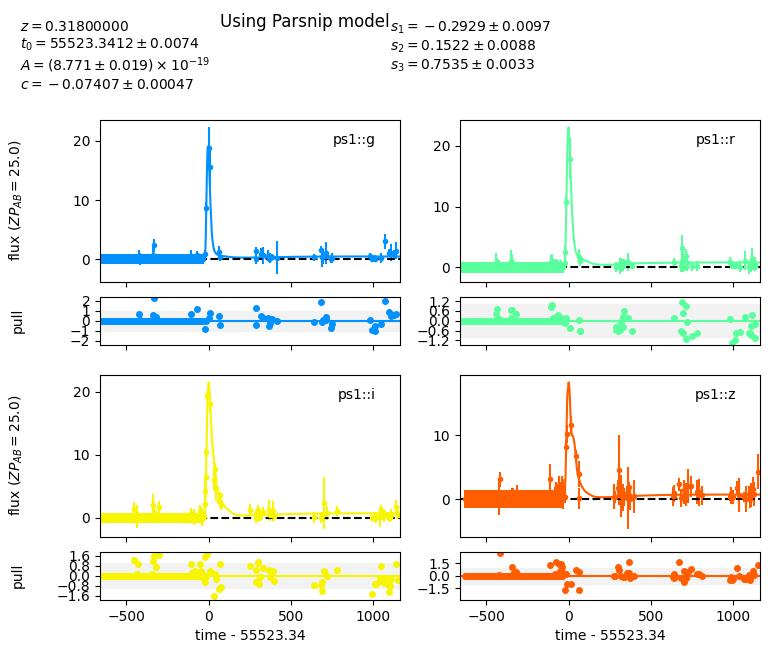 Using Parsnip model
z = 0.31800000
t₀ = 55523.3412 ± 0.0074
A = (8.771 ± 0.019) × 10⁻¹⁹
c = −0.07407 ± 0.00047
s₁ = −0.2929 ± 0.0097
s₂ = 0.1522 ± 0.0088
s₃ = 0.7535 ± 0.0033
flux (ZP_AB = 25.0)
20
10
0
ps1::g
20
10
0
ps1::r
pull
2
1
0
−1
−2
1.2
0.6
0.0
−0.6
−1.2
flux (ZP_AB = 25.0)
20
10
0
ps1::i
10
0
ps1::z
pull
1.6
0.8
0.0
−0.8
−1.6
1.5
0.0
−1.5
−500 0 500 1000
−500 0 500 1000
time - 55523.34
time - 55523.34